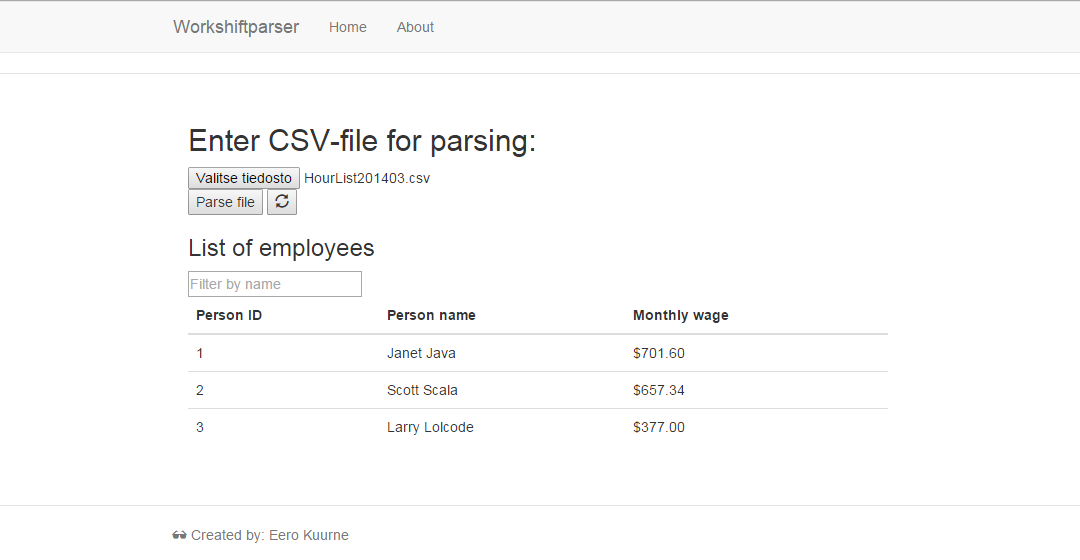 Workshiftparser Home About
Enter CSV-file for parsing:
Valitse tiedosto HourList201403.csv
Parse file
List of employees
Filter by name
Person ID Person name Monthly wage
1 Janet Java $701.60
2 Scott Scala $657.34
3 Larry Lolcode $377.00
Created by: Eero Kuurne